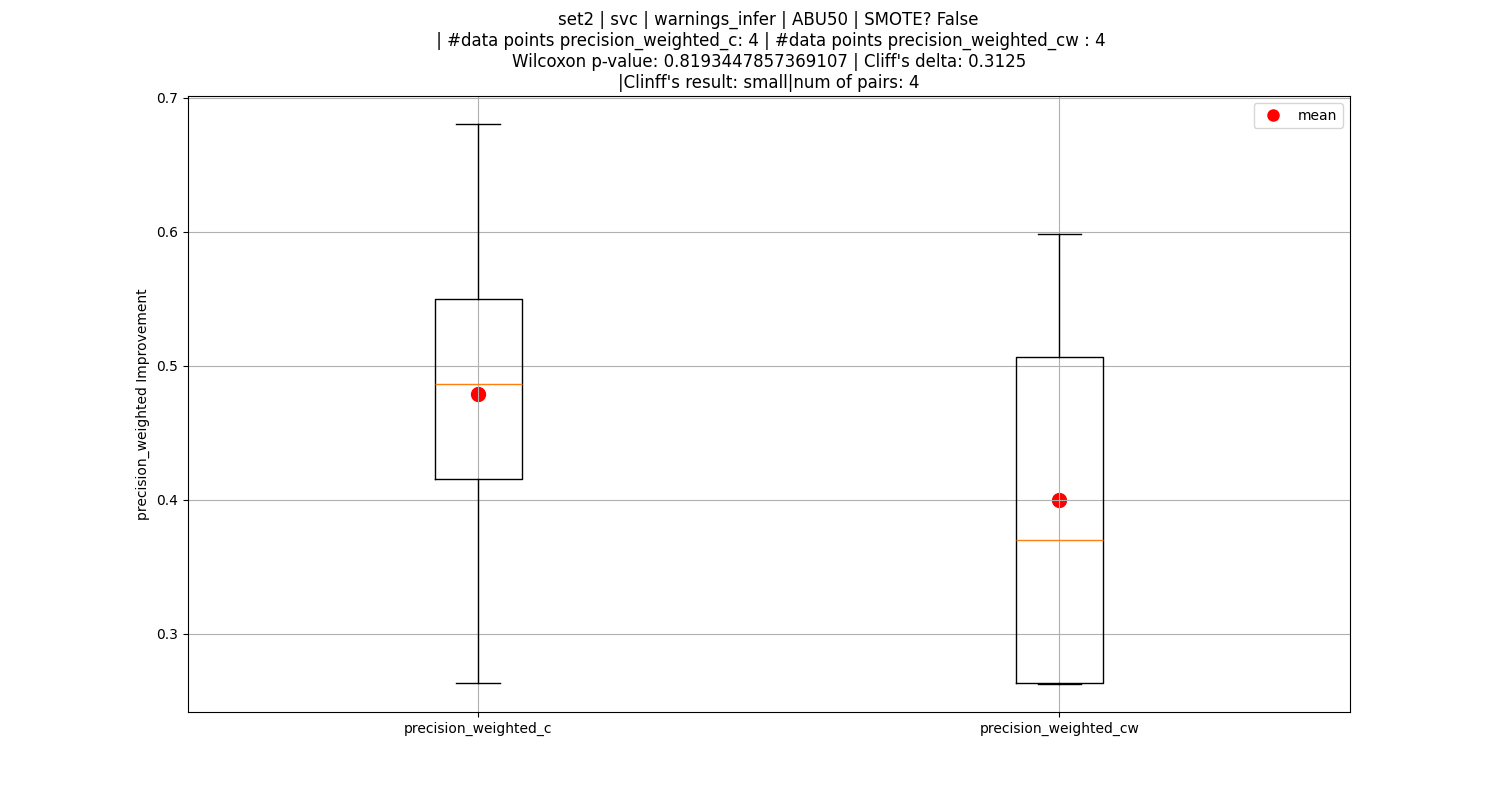 set2 | svc | warnings_infer | ABU50 | SMOTE? False
| #data points precision_weighted_c: 4 | #data points precision_weighted_cw : 4
Wilcoxon p-value: 0.8193447857369107 | Cliff's delta: 0.3125
|Clinff's result: small|num of pairs: 4
mean
precision_weighted Improvement
0.7
0.6
0.5
0.4
0.3
precision_weighted_c
precision_weighted_cw